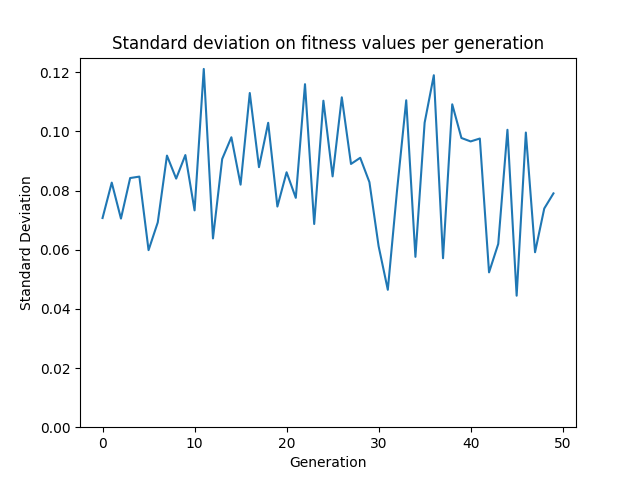 Standard deviation on fitness values per generation
0.12
0.10
0.08
0.06
0.04
0.02
0.00
Standard Deviation
0 10 20 30 40 50
Generation